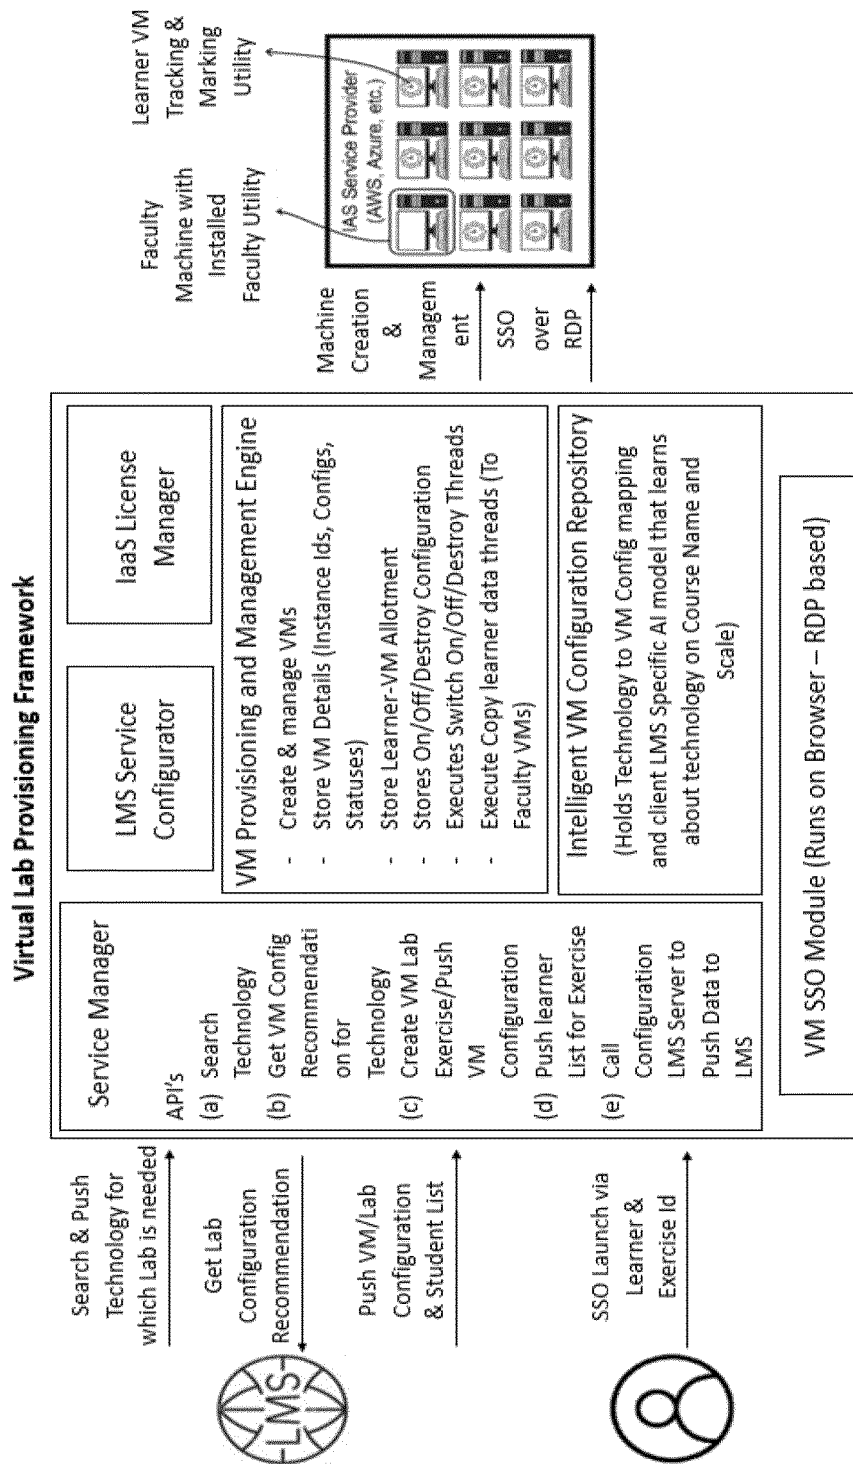 Virtual Lab Provisioning Framework
Search & Push
Technology for
which Lab is needed
Get Lab
Configuration
Recommendation
Push VM/Lab
Configuration
& Student List
SSO Launch via
Learner &
Exercise Id
LMS
Service Manager
API's
(a) Search
Technology
(b) Get VM Config
Recommendati
on for
Technology
(c) Create VM Lab
Exercise/Push
VM
Configuration
(d) Push learner
List for Exercise
(e) Call
Configuration
LMS Server to
Push Data to
LMS
LMS Service
Configurator
IaaS License
Manager
VM Provisioning and Management Engine
- Create & manage VMs
- Store VM Details (Instance Ids, Configs,
Statuses)
- Store Learner-VM Allotment
- Stores On/Off/Destroy Configuration
- Executes Switch On/Off/Destroy Threads
- Execute Copy learner data threads (To
Faculty VMs)
Intelligent VM Configuration Repository
(Holds Technology to VM Config mapping
and client LMS Specific AI model that learns
about technology on Course Name and
Scale)
VM SSO Module (Runs on Browser – RDP based)
Machine
Creation
&
Managem
ent
SSO
over
RDP
Faculty
Machine with
Installed
Faculty Utility
Learner VM
Tracking &
Marking
Utility
IAS Service Provider
(AWS, Azure, etc.)